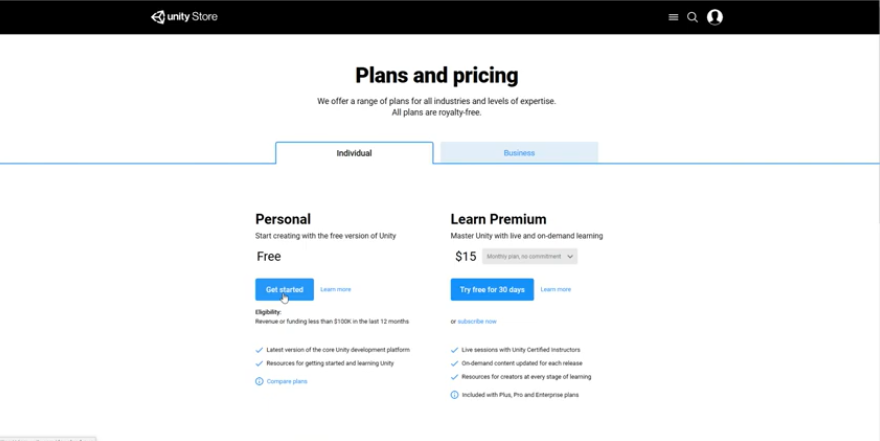 unity Store
Plans and pricing
We offer a range of plans for all industries and levels of expertise.
All plans are royalty-free.
Individual
Business
Personal
Start creating with the free version of Unity
Free
Get started
Learn more
Eligibility:
Revenue or funding less than $100K in the last 12 months
Latest version of the core Unity development platform
Resources for getting started and learning Unity
Compare plans
Learn Premium
Master Unity with live and on-demand learning
$15
Monthly plan, no commitment
Try free for 30 days
Learn more
or subscribe now
Live sessions with Unity Certified Instructors
On-demand content updated for each release
Resources for creators at every stage of learning
Included with Plus, Pro and Enterprise plans